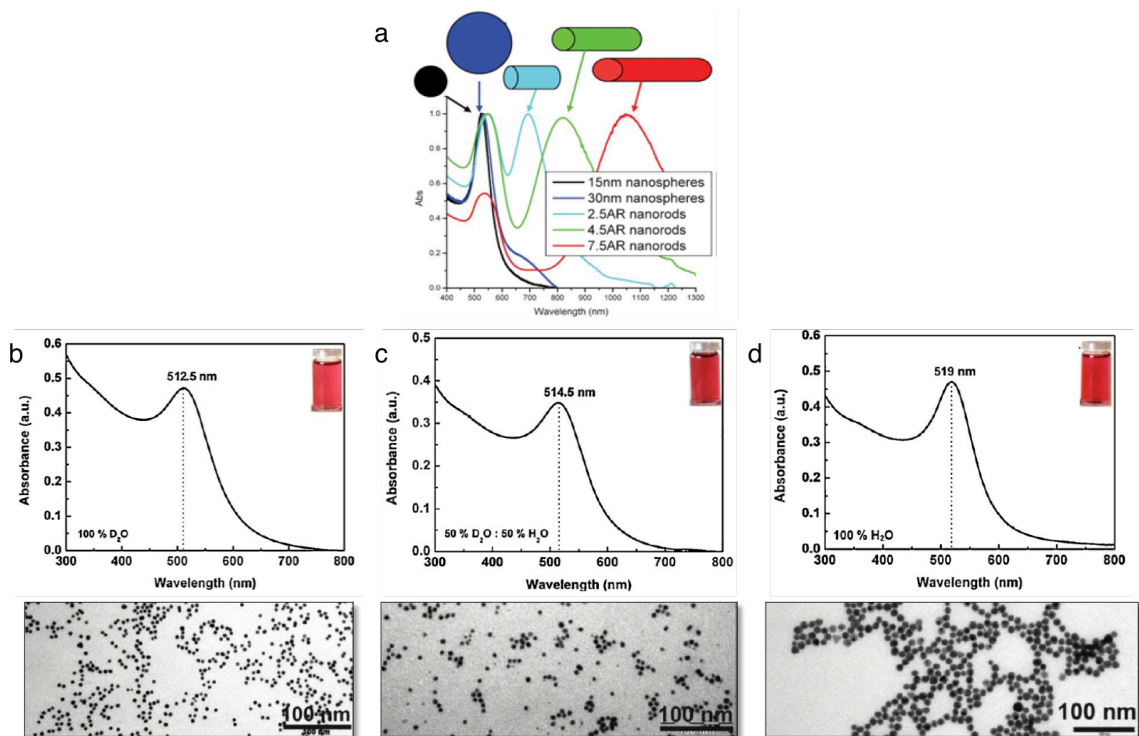 a
Abs
1.0
0.8
0.6
0.4
0.2
0.0
15nm nanospheres
30nm nanospheres
2.5AR nanorods
4.5AR nanorods
7.5AR nanorods
400 500 600 700 800 900 1000 1100 1200 1300
Wavelength (nm)
b
Absorbance (a.u.)
0.6
0.5
0.4
0.3
0.2
0.1
0.0
512.5 nm
100 % D2O
300 400 500 600 700 800
Wavelength (nm)
c
Absorbance (a.u.)
0.5
0.4
0.3
0.2
0.1
0.0
514.5 nm
50 % D2O : 50 % H2O
300 400 500 600 700 800
Wavelength (nm)
d
Absorbance (a.u.)
0.6
0.5
0.4
0.3
0.2
0.1
0.0
519 nm
100 % H2O
300 400 500 600 700 800
Wavelength (nm)
100 nm
100 nm
100 nm